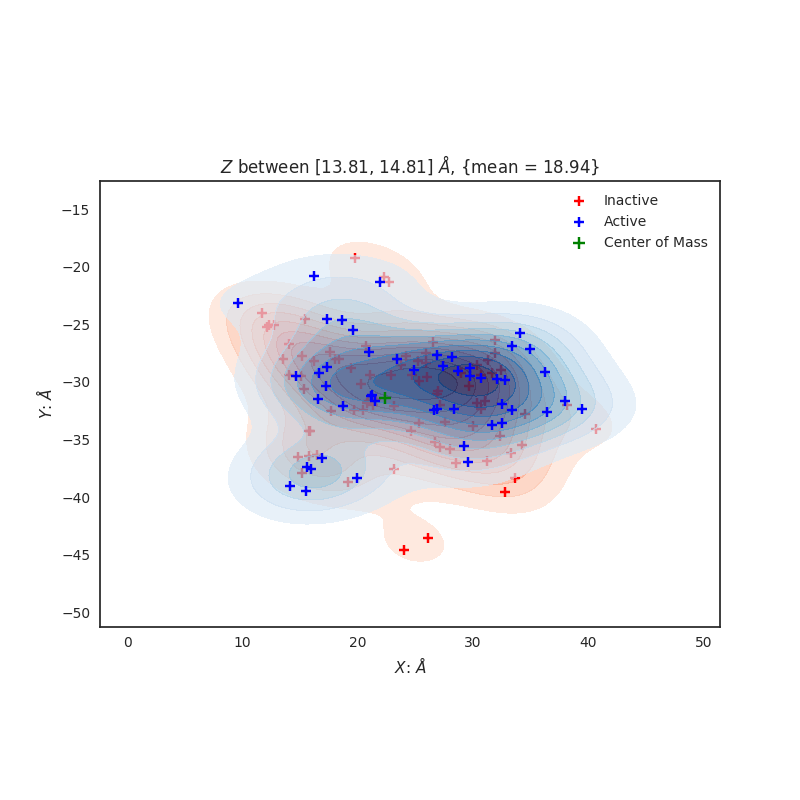 Z between [13.81, 14.81] Å, {mean = 18.94}
Inactive
Active
Center of Mass
−15
−20
−25
−30
−35
−40
−45
−50
Y: Å
0 10 20 30 40 50
X: Å